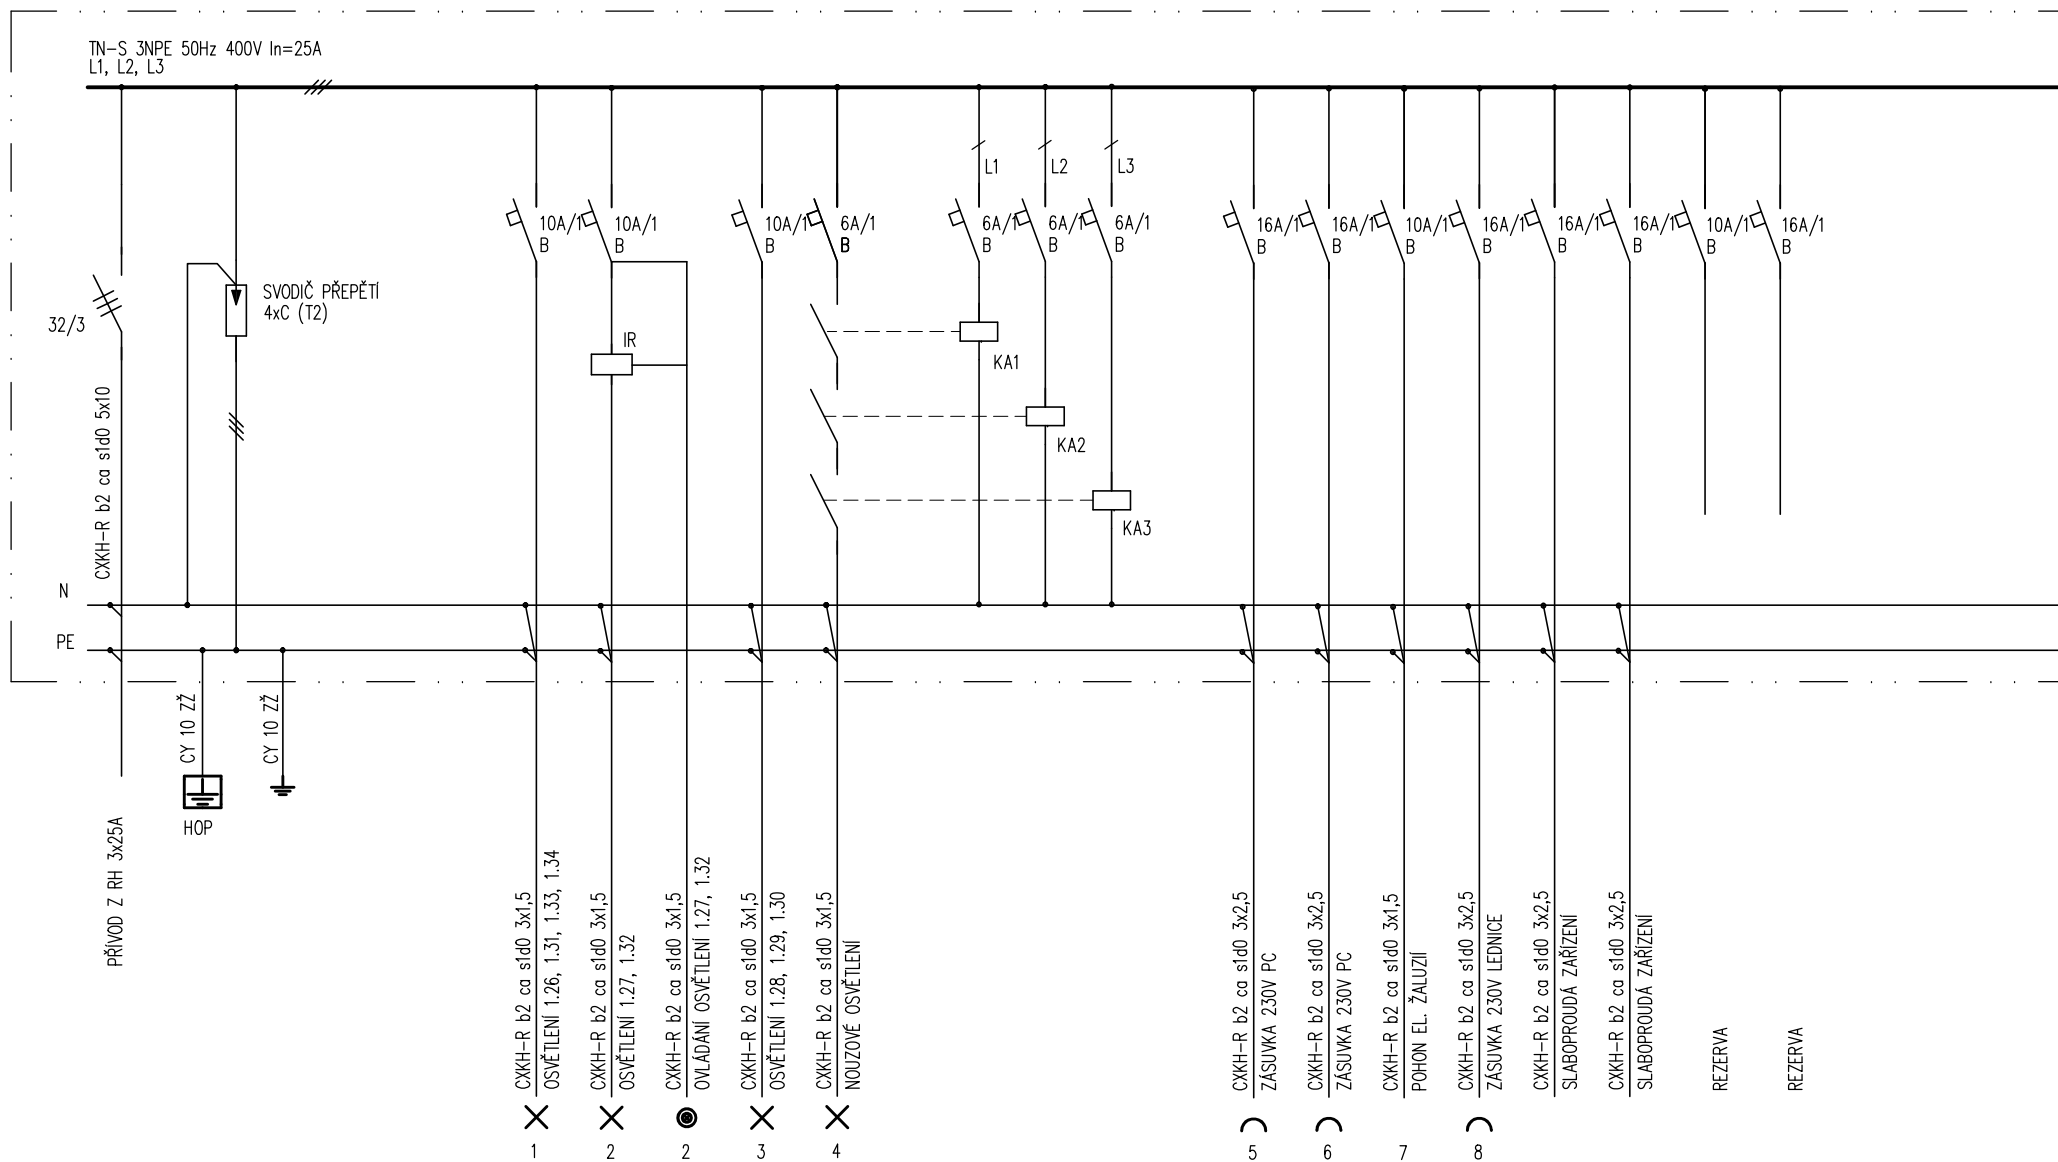 TN-S 3NPE 50Hz 400V In=25A
L1, L2, L3
L1
L2
L3
10A/1
B
10A/1
B
10A/1
B
6A/1
B
6A/1
B
6A/1
B
6A/1
B
16A/1
B
16A/1
B
10A/1
B
16A/1
B
16A/1
B
16A/1
B
10A/1
B
16A/1
B
32/3
SVODIČ PŘEPĚTÍ
4xC (T2)
IR
KA1
KA2
KA3
CXKH-R b2 ca s1d0 5x10
N
PE
CY 10 ZŽ
CY 10 ZŽ
HOP
PŘÍVOD Z RH 3x25A
CXKH-R b2 ca s1d0 3x1,5
OSVĚTLENÍ 1.26, 1.31, 1.33, 1.34
CXKH-R b2 ca s1d0 3x1,5
OSVĚTLENÍ 1.27, 1.32
CXKH-R b2 ca s1d0 3x1,5
OVLÁDÁNÍ OSVĚTLENÍ 1.27, 1.32
CXKH-R b2 ca s1d0 3x1,5
OSVĚTLENÍ 1.28, 1.29, 1.30
CXKH-R b2 ca s1d0 3x1,5
NOUZOVÉ OSVĚTLENÍ
CXKH-R b2 ca s1d0 3x2,5
ZÁSUVKA 230V PC
CXKH-R b2 ca s1d0 3x2,5
ZÁSUVKA 230V PC
CXKH-R b2 ca s1d0 3x1,5
POHON EL. ŽALUZIÍ
CXKH-R b2 ca s1d0 3x2,5
ZÁSUVKA 230V LEDNICE
CXKH-R b2 ca s1d0 3x2,5
SLABOPROUDÁ ZAŘÍZENÍ
CXKH-R b2 ca s1d0 3x2,5
SLABOPROUDÁ ZAŘÍZENÍ
REZERVA
REZERVA
1
2
2
3
4
5
6
7
8